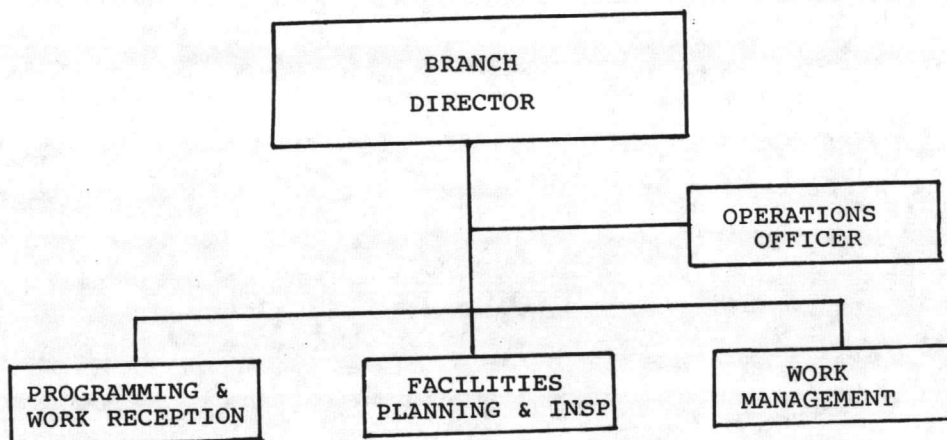 BRANCH
DIRECTOR
OPERATIONS
OFFICER
PROGRAMMING &
WORK RECEPTION
FACILITIES
PLANNING & INSP
WORK
MANAGEMENT